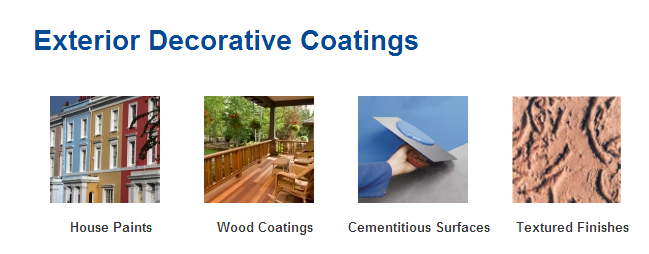 Exterior Decorative Coatings
House Paints
Wood Coatings
Cementitious Surfaces
Textured Finishes